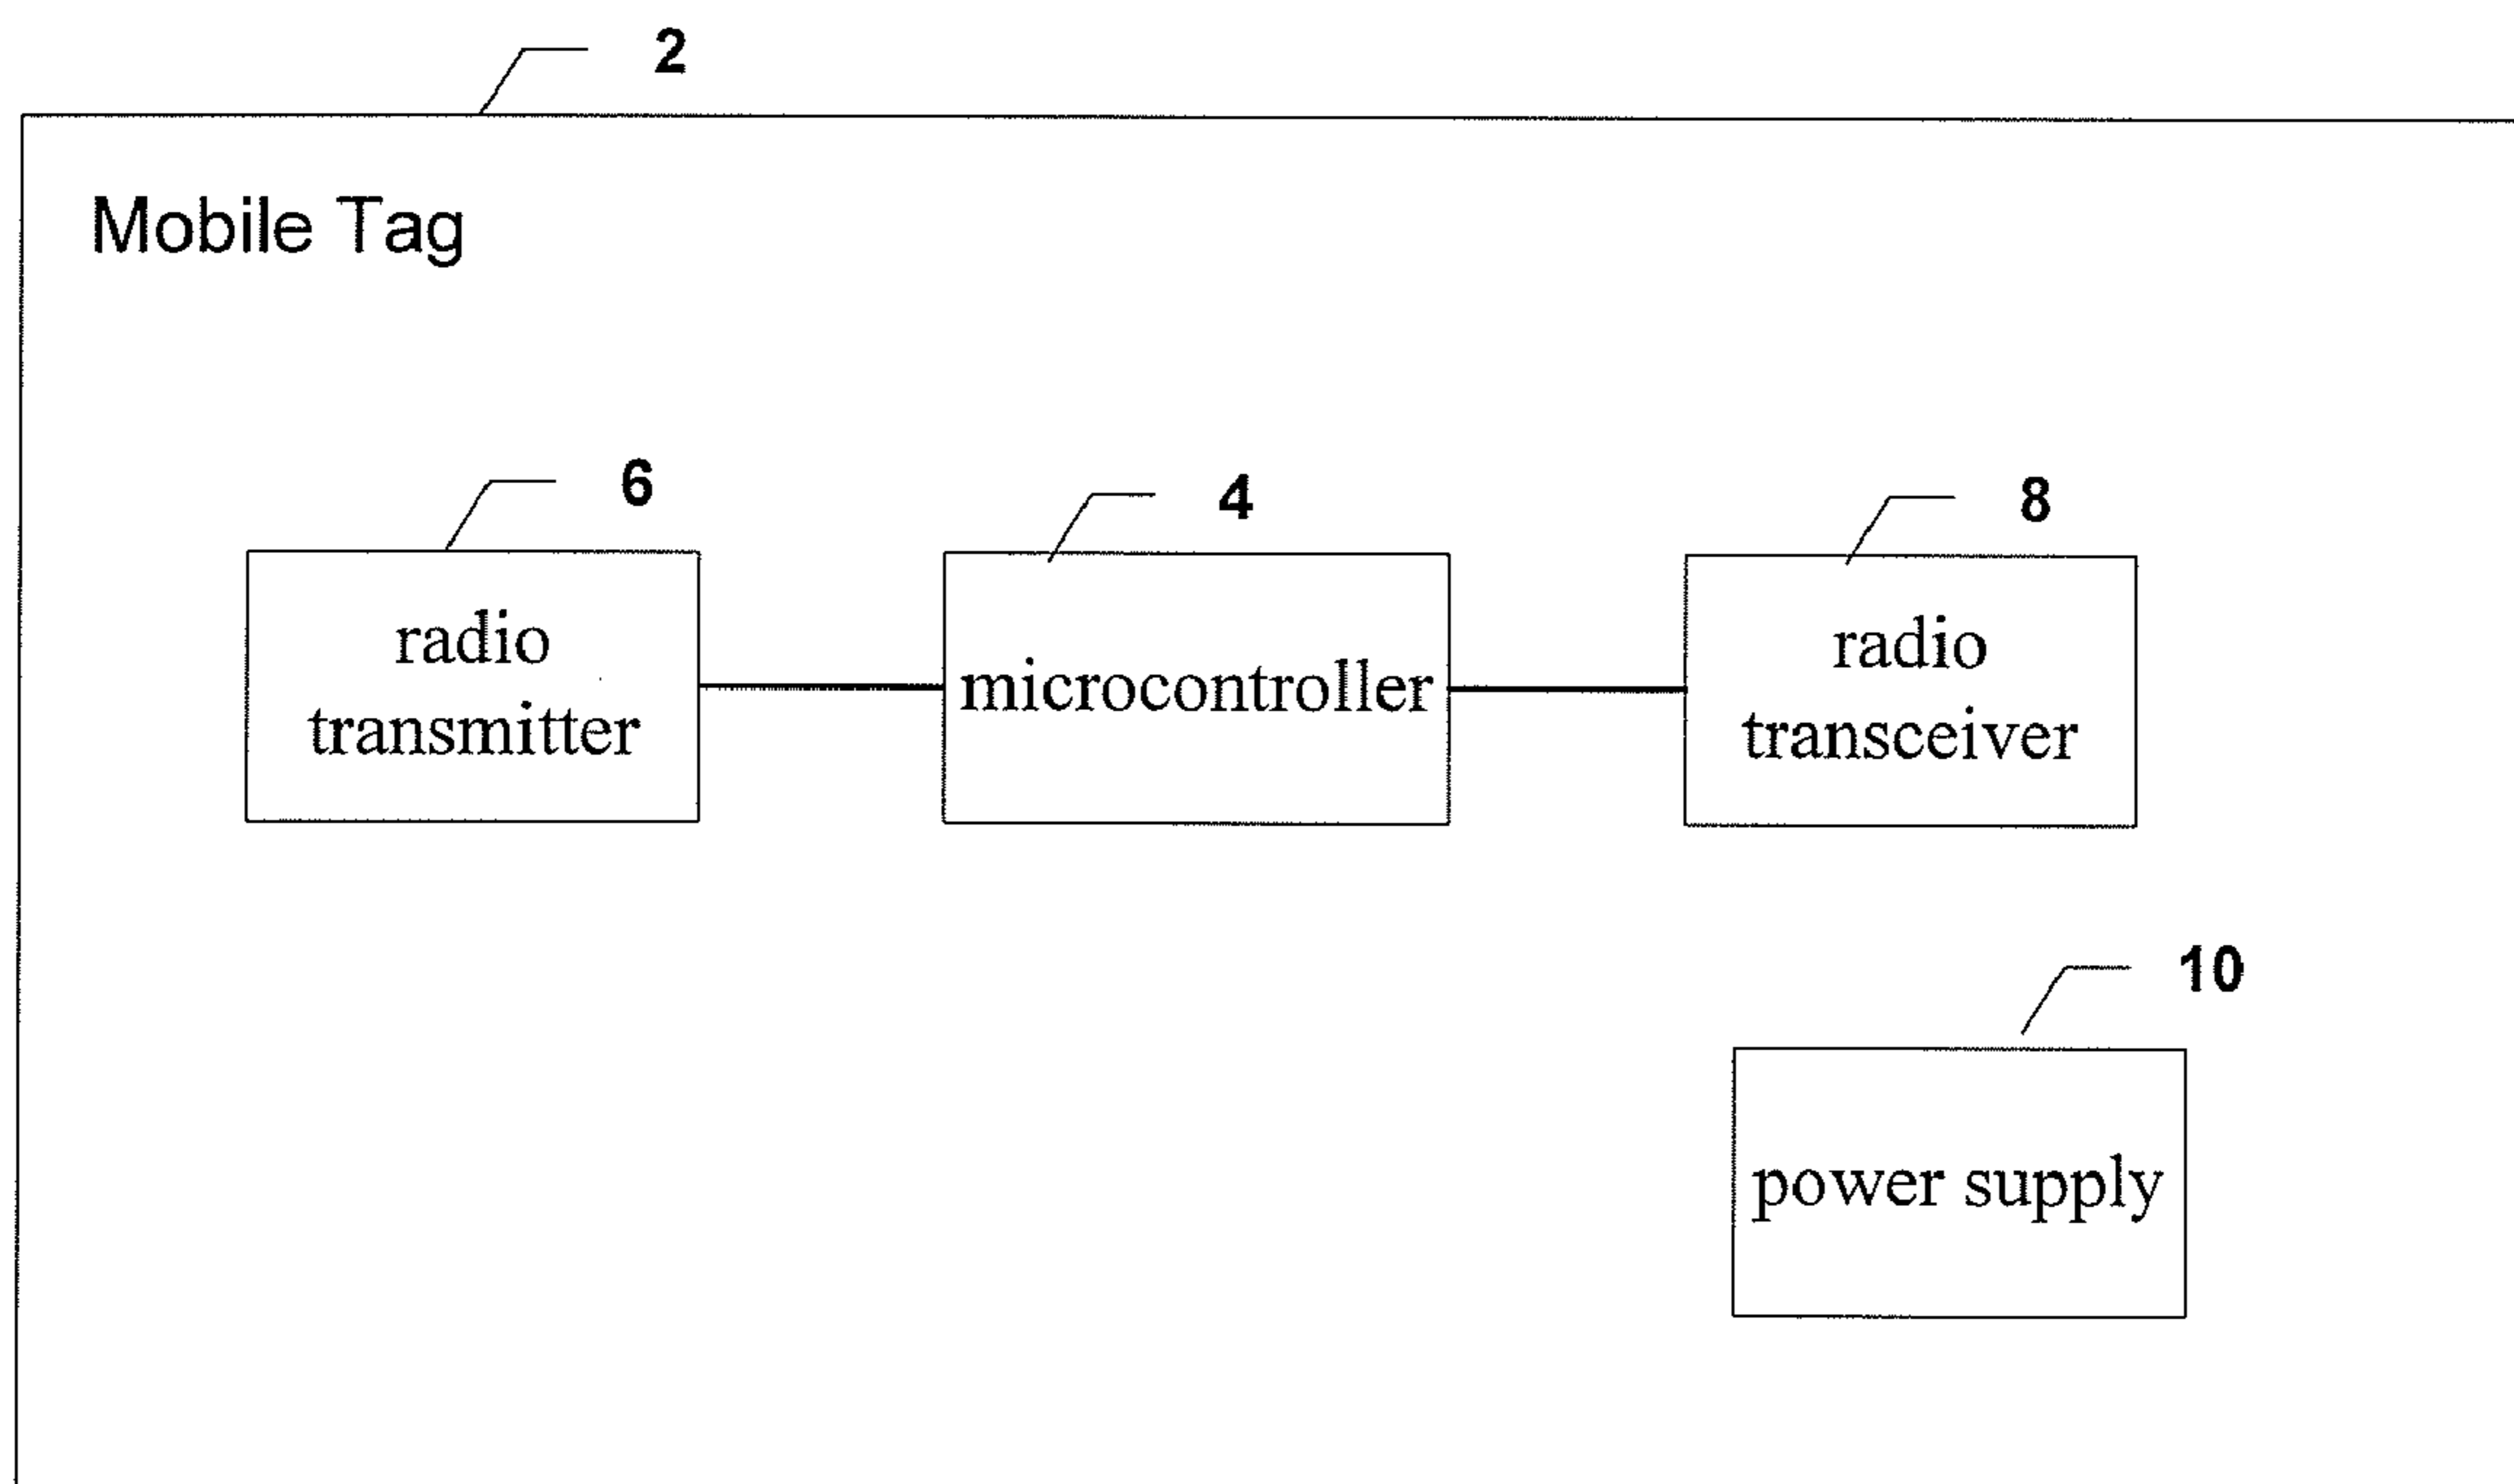 2
Mobile Tag
6
4
8
radio
transmitter
microcontroller
radio
transceiver
10
power supply